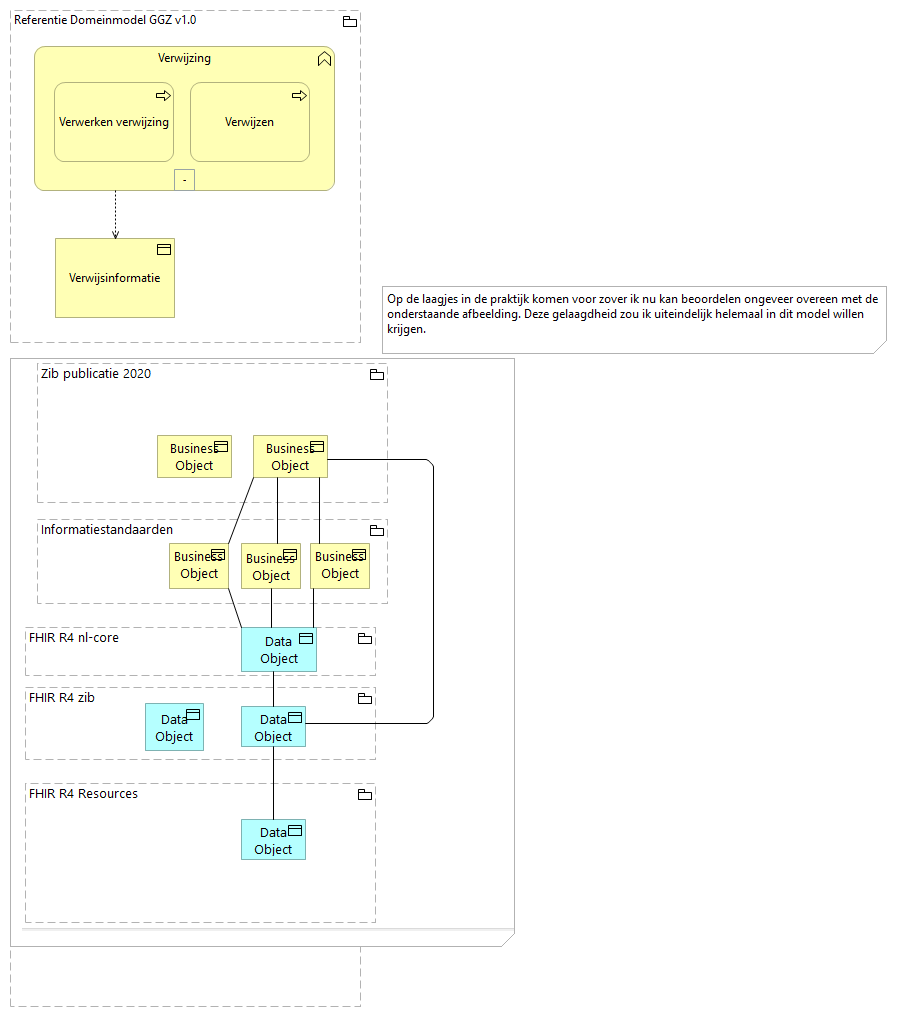 Referentie Domeinmodel GGZ v1.0
Verwijzing
Verwerken verwijzing
Verwijzen
-
Verwijsinformatie
Op de laagjes in de praktijk komen voor zover ik nu kan beoordelen ongeveer overeen met de
onderstaande afbeelding. Deze gelaagdheid zou ik uiteindelijk helemaal in dit model willen
krijgen.
Zib publicatie 2020
Business
Object
Business
Object
Informatiestandaarden
Business
Object
Business
Object
Business
Object
FHIR R4 nl-core
Data
Object
FHIR R4 zib
Data
Object
Data
Object
FHIR R4 Resources
Data
Object